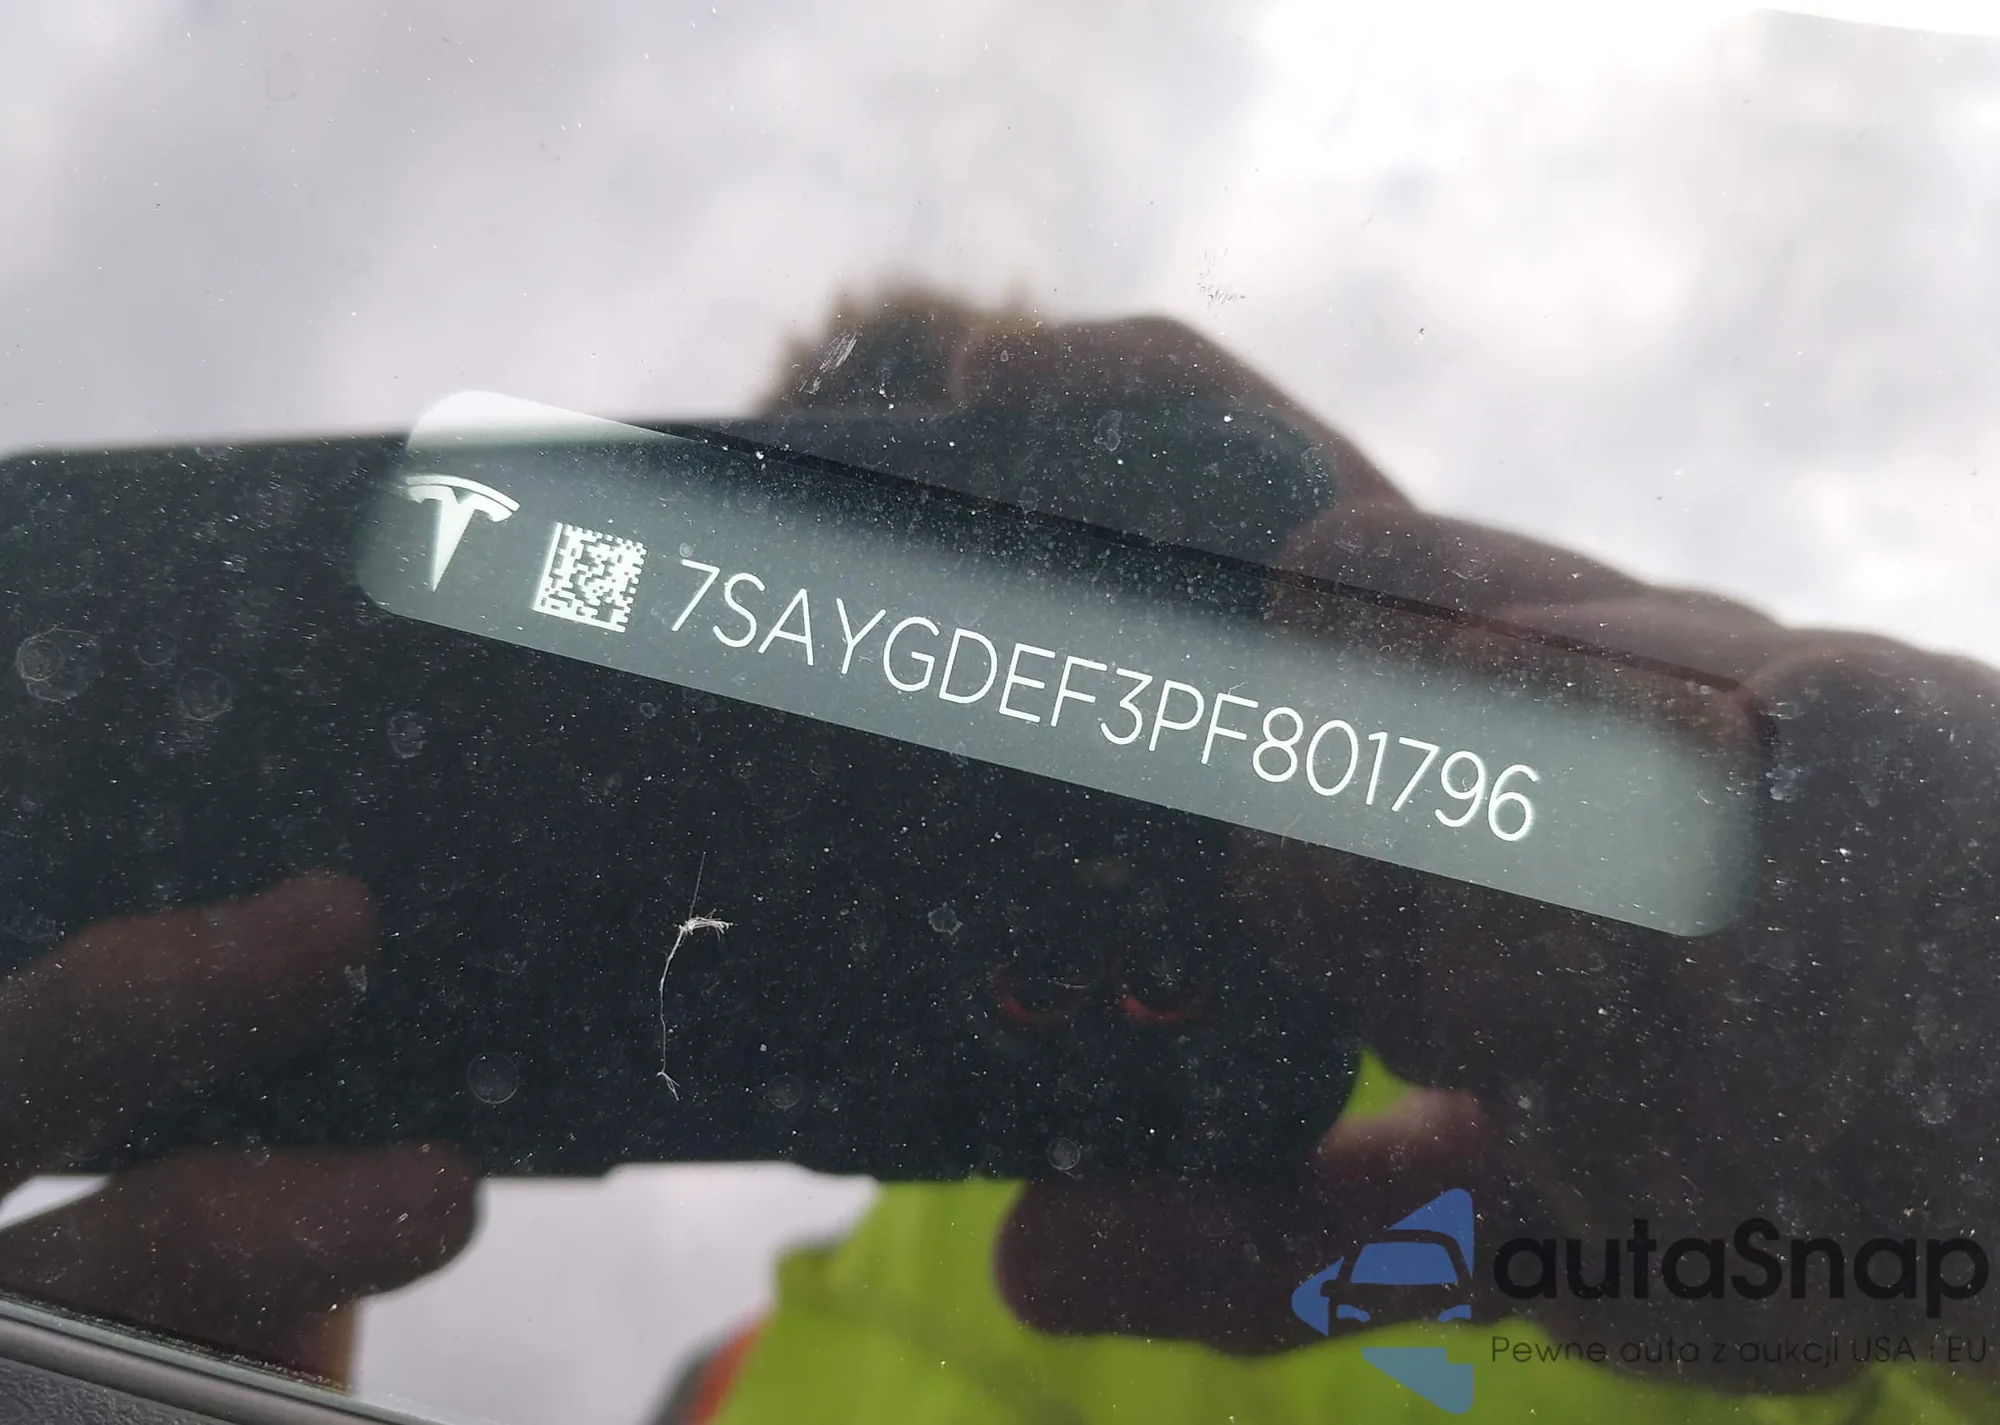 7SAYGDEF3PF801796
autaSnap
Pewne auta z aukcji USA i EU